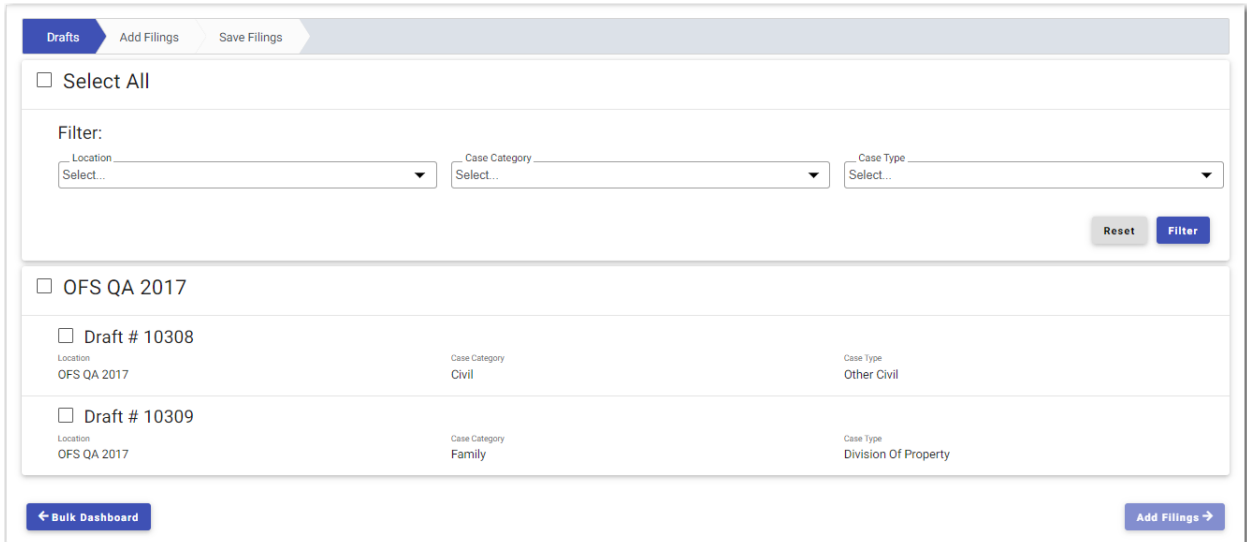 Drafts Add Filings Save Filings
Select All
Filter:
Location Case Category Case Type
Select... Select... Select...
Reset Filter
OFS QA 2017
Draft # 10308
Location Case Category Case Type
OFS QA 2017 Civil Other Civil
Draft # 10309
Location Case Category Case Type
OFS QA 2017 Family Division Of Property
← Bulk Dashboard Add Filings →